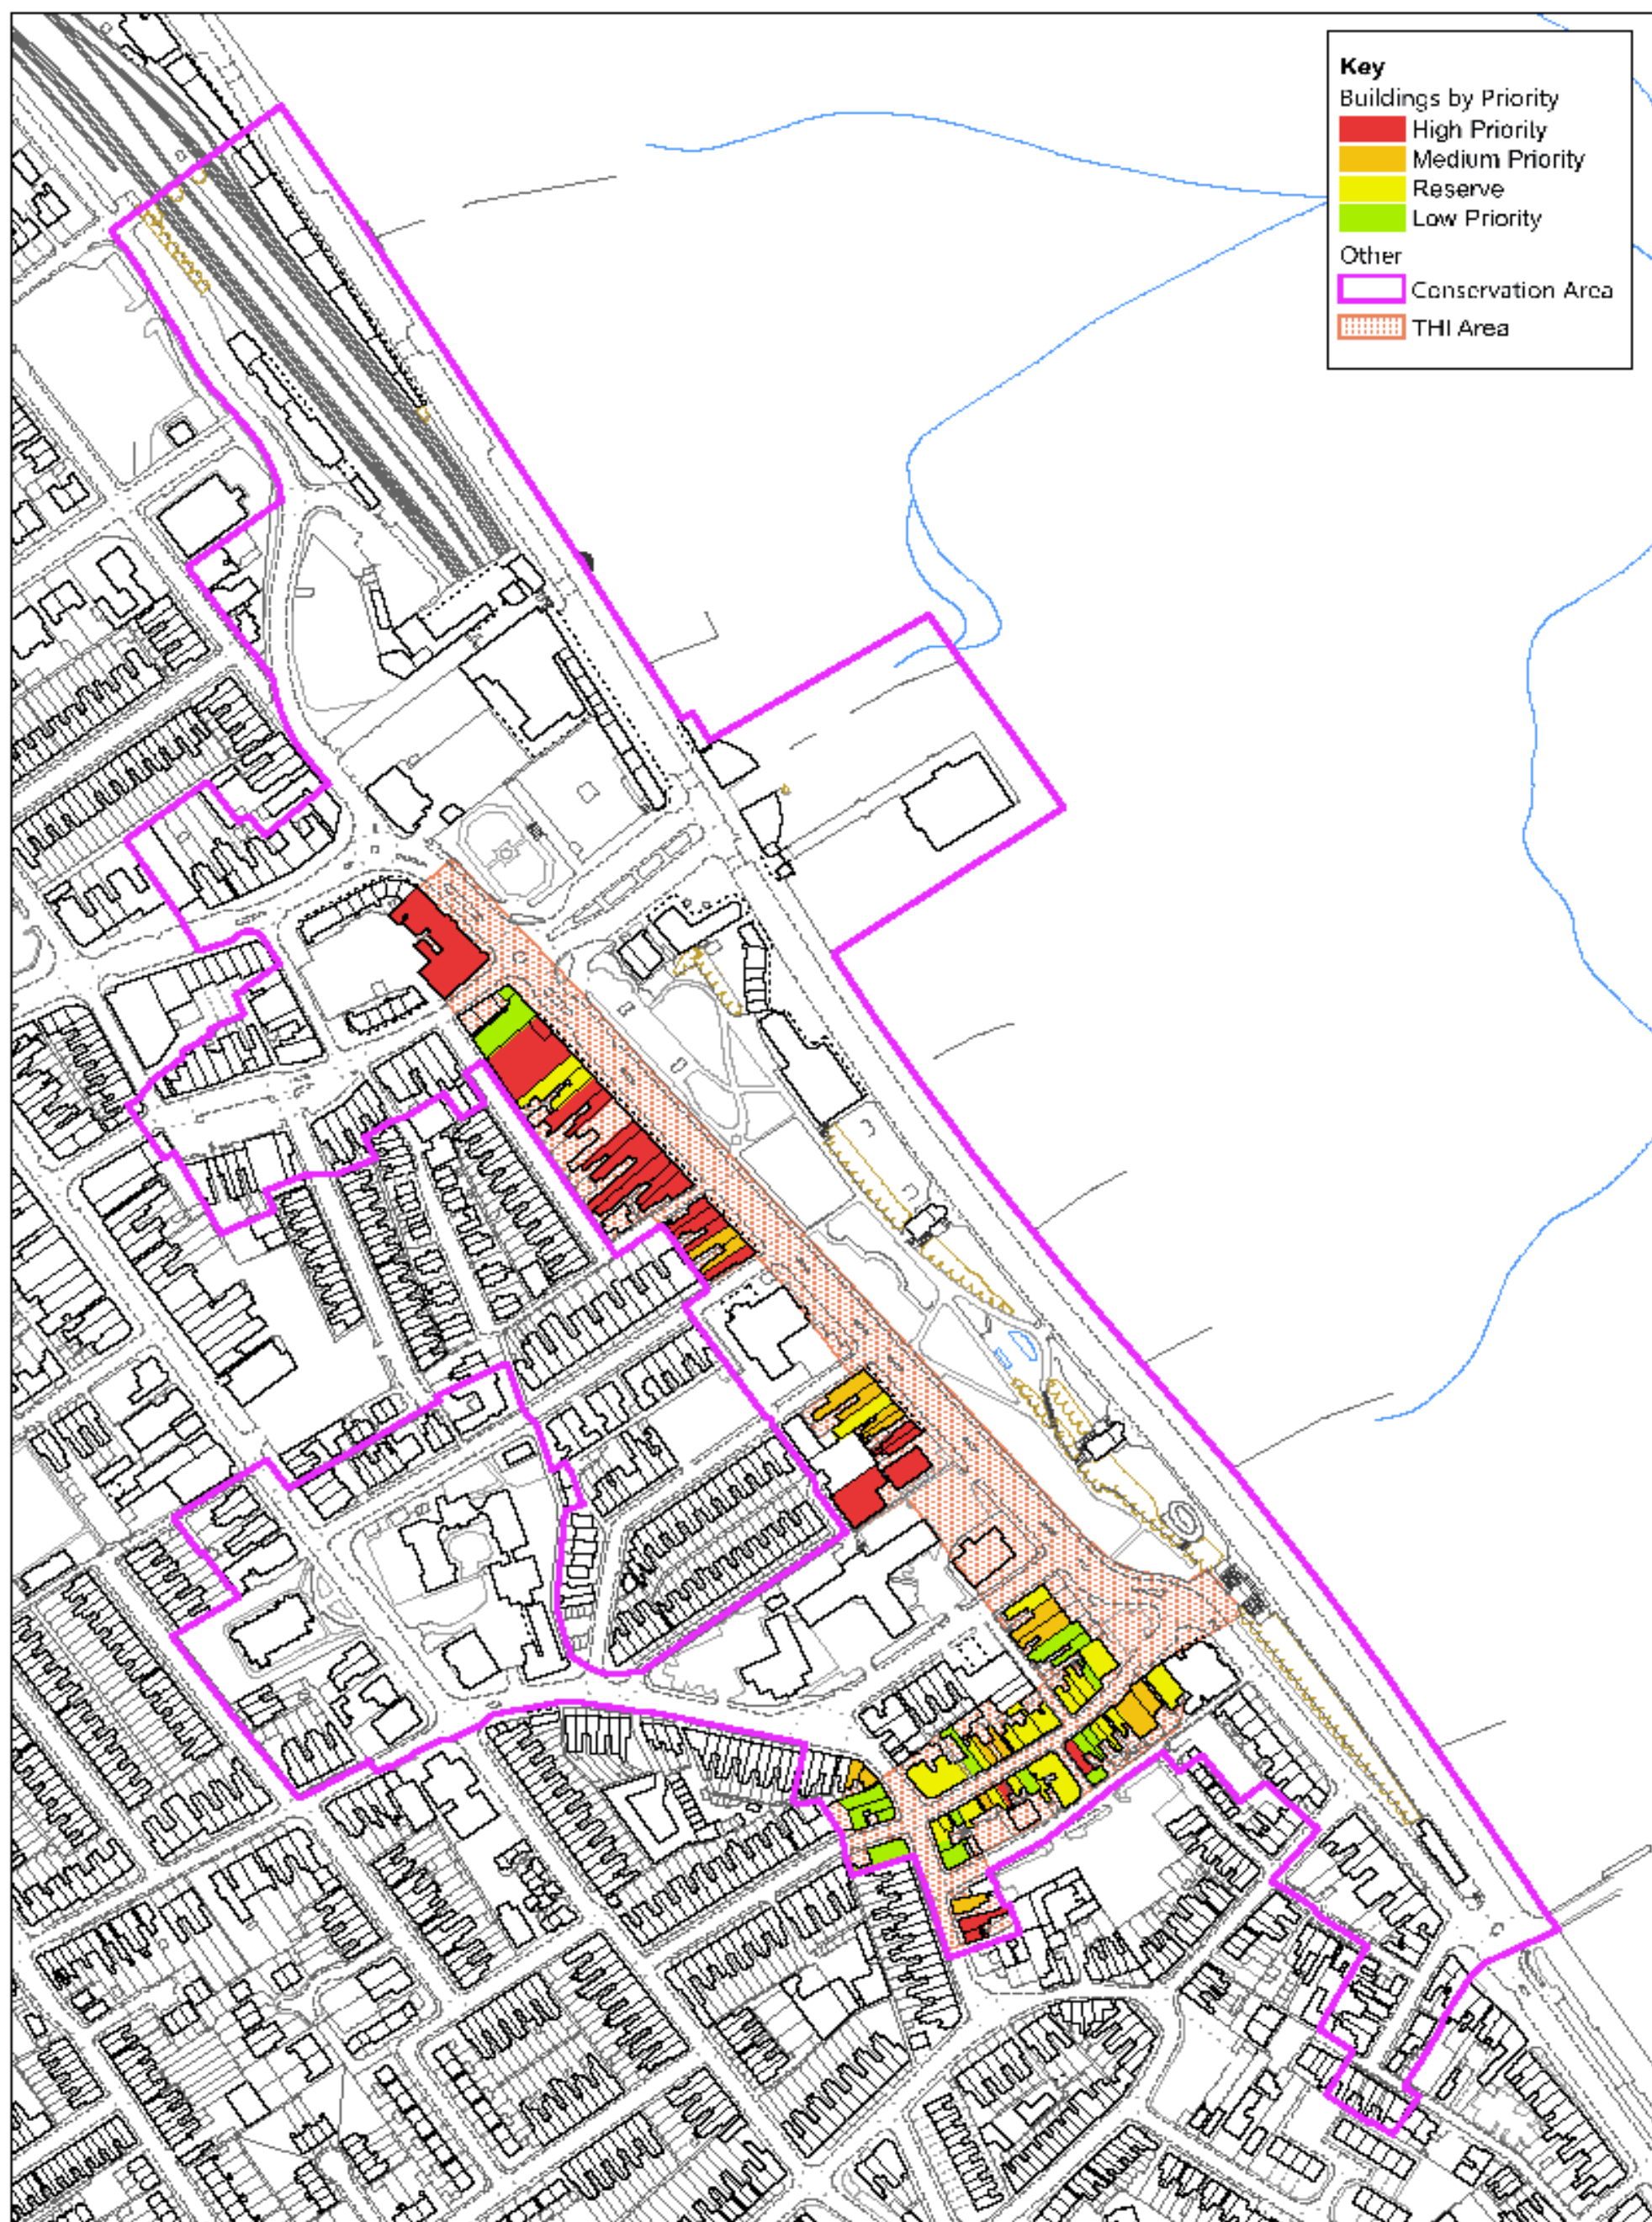 Key
Buildings by Priority
High Priority
Medium Priority
Reserve
Low Priority
Other
Conservation Area
THI Area